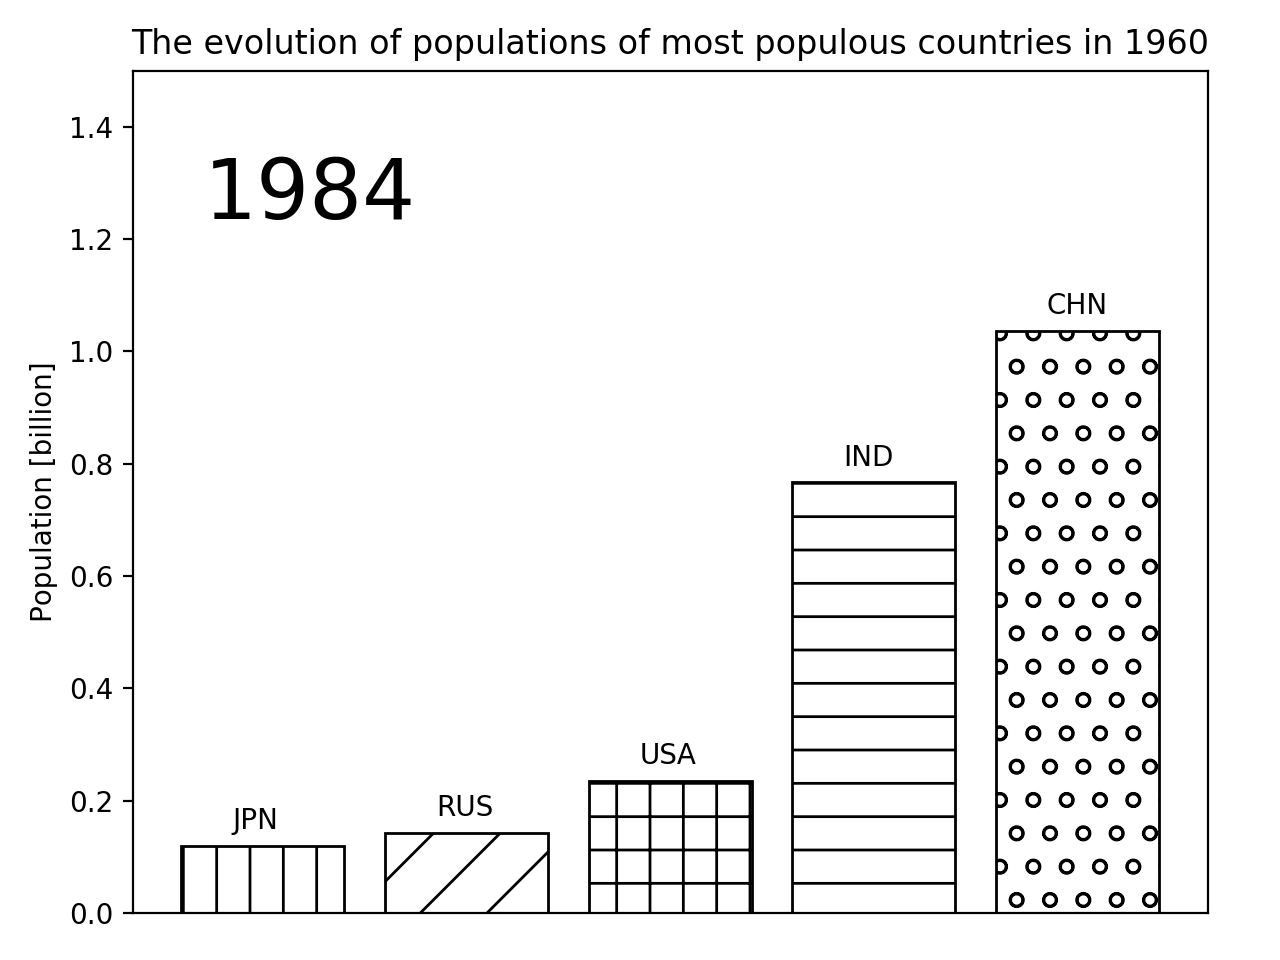 The evolution of populations of most populous countries in 1960
1984
Population [billion]
1.4
1.2
1.0
0.8
0.6
0.4
0.2
0.0
JPN
RUS
USA
IND
CHN